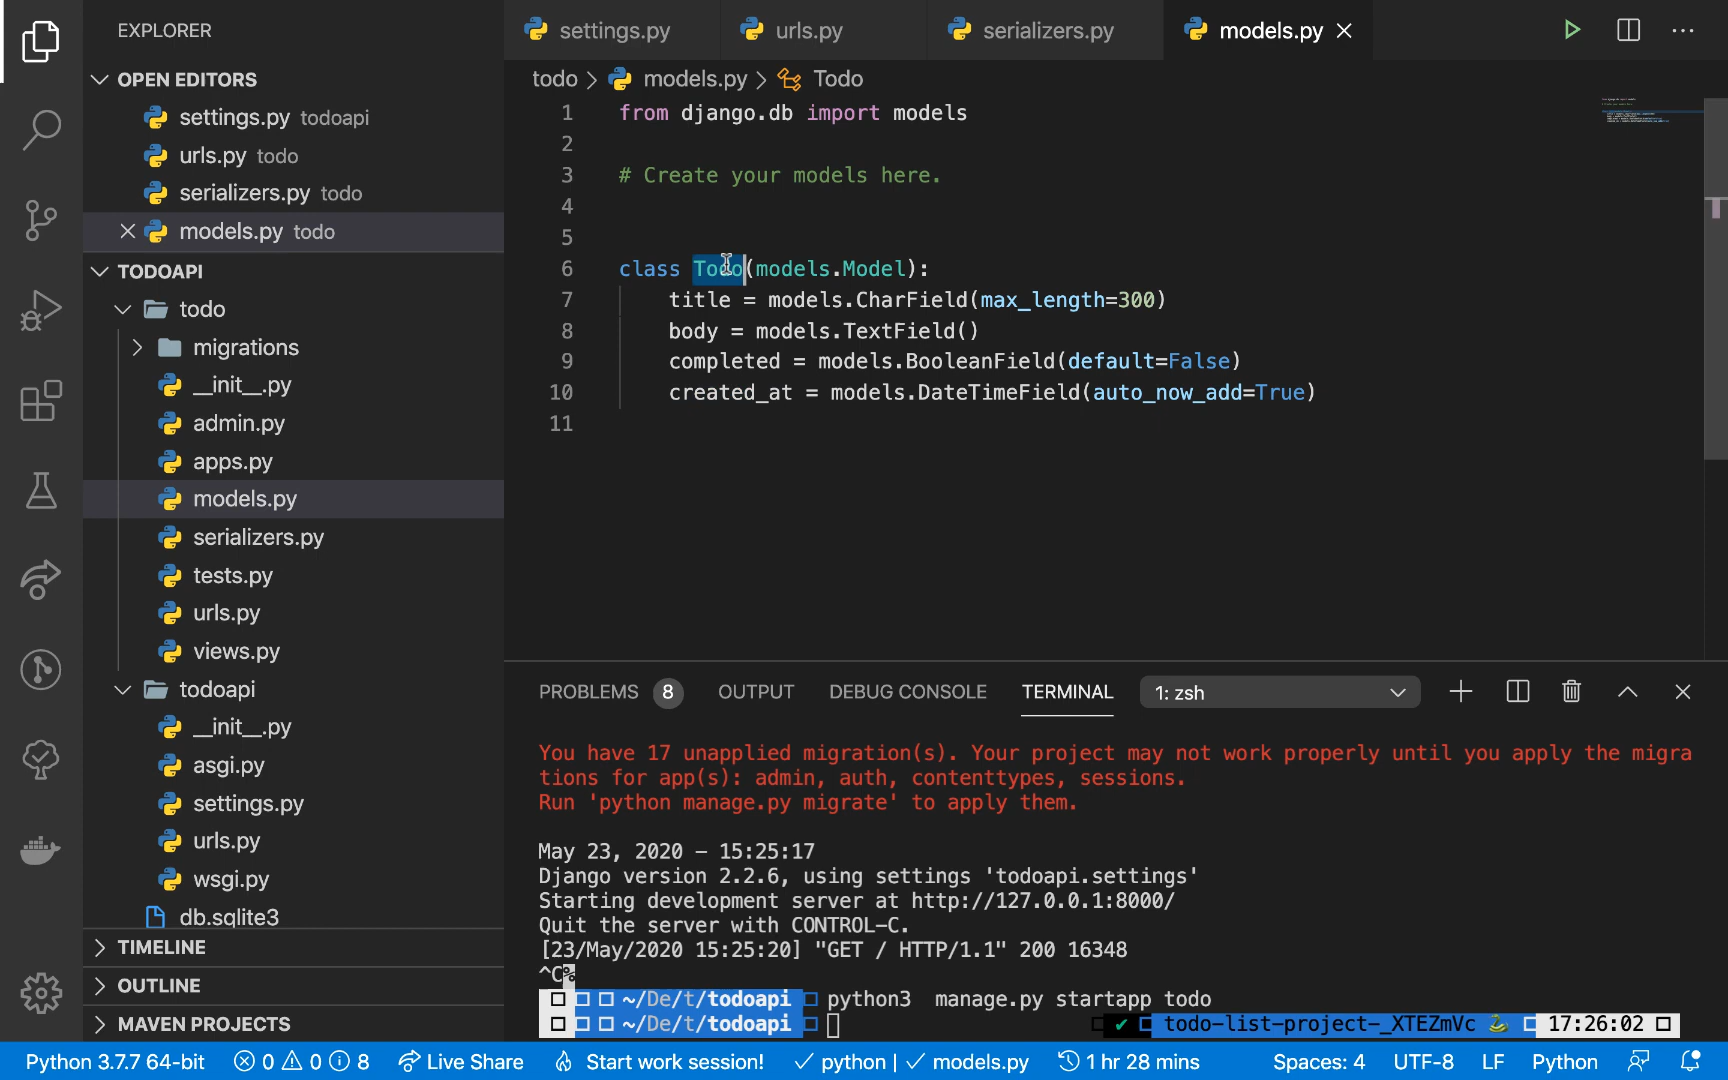 EXPLORER
OPEN EDITORS
settings.py todoapi
urls.py todo
serializers.py todo
models.py todo
TODOAPI
todo
migrations
__init__.py
admin.py
apps.py
models.py
serializers.py
tests.py
urls.py
views.py
todoapi
__init__.py
asgi.py
settings.py
urls.py
wsgi.py
db.sqlite3
TIMELINE
OUTLINE
MAVEN PROJECTS
settings.py urls.py serializers.py models.py
todo > models.py > Todo
1 from django.db import models
2
3 # Create your models here.
4
5
6 class Todo(models.Model):
7 title = models.CharField(max_length=300)
8 body = models.TextField()
9 completed = models.BooleanField(default=False)
10 created_at = models.DateTimeField(auto_now_add=True)
11
PROBLEMS 8 OUTPUT DEBUG CONSOLE TERMINAL 1: zsh
You have 17 unapplied migration(s). Your project may not work properly until you apply the migra
tions for app(s): admin, auth, contenttypes, sessions.
Run 'python manage.py migrate' to apply them.
May 23, 2020 - 15:25:17
Django version 2.2.6, using settings 'todoapi.settings'
Starting development server at http://127.0.0.1:8000/
Quit the server with CONTROL-C.
[23/May/2020 15:25:20] "GET / HTTP/1.1" 200 16348
^C%
~/De/t/todoapi python3 manage.py startapp todo
~/De/t/todoapi ✔ todo-list-project-_XTEZmVc 🐍 17:26:02
Python 3.7.7 64-bit 0 0 8 Live Share Start work session! ✓ python | ✓ models.py 1 hr 28 mins Spaces: 4 UTF-8 LF Python